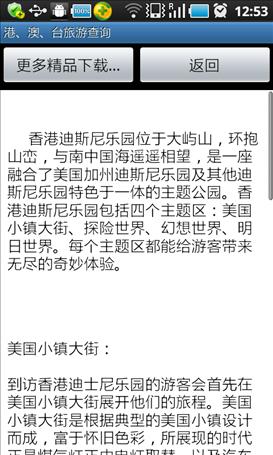 100%
R
12:53
港、澳、台旅游查询
更多精品下载...
返回
香港迪斯尼乐园位于大屿山，环抱
山峦，与南中国海遥遥相望，是一座
融合了美国加州迪斯尼乐园及其他迪
斯尼乐园特色于一体的主题公园。香
港迪斯尼乐园包括四个主题区：美国
小镇大街、探险世界、幻想世界、明
日世界。每个主题区都能给游客带来
无尽的奇妙体验。
美国小镇大街：
到访香港迪士尼乐园的游客会首先在
美国小镇大街展开他们的旅程。美国
小镇大街是根据典型的美国小镇设计
而成，富于怀旧色彩，所展现的时代
正是煤气灯正由电灯取替，以及汽车